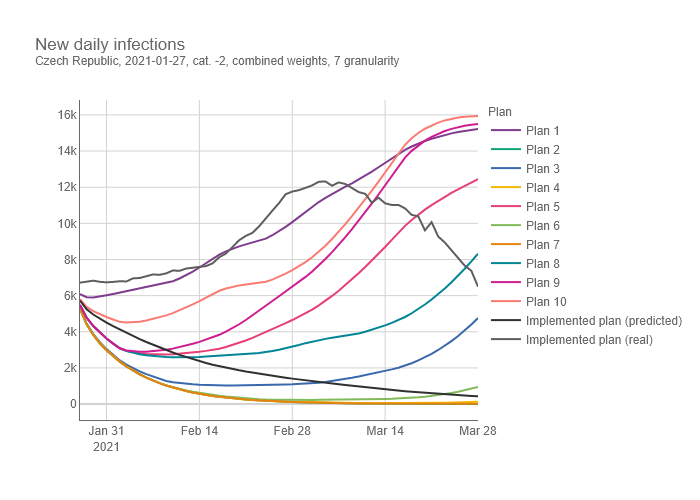 New daily infections
Czech Republic, 2021-01-27, cat. -2, combined weights, 7 granularity
Plan
16k
14k
12k
10k
8k
6k
4k
2k
0
Jan 31
2021
Feb 14
Feb 28
Mar 14
Mar 28
Plan 1
Plan 2
Plan 3
Plan 4
Plan 5
Plan 6
Plan 7
Plan 8
Plan 9
Plan 10
Implemented plan (predicted)
Implemented plan (real)